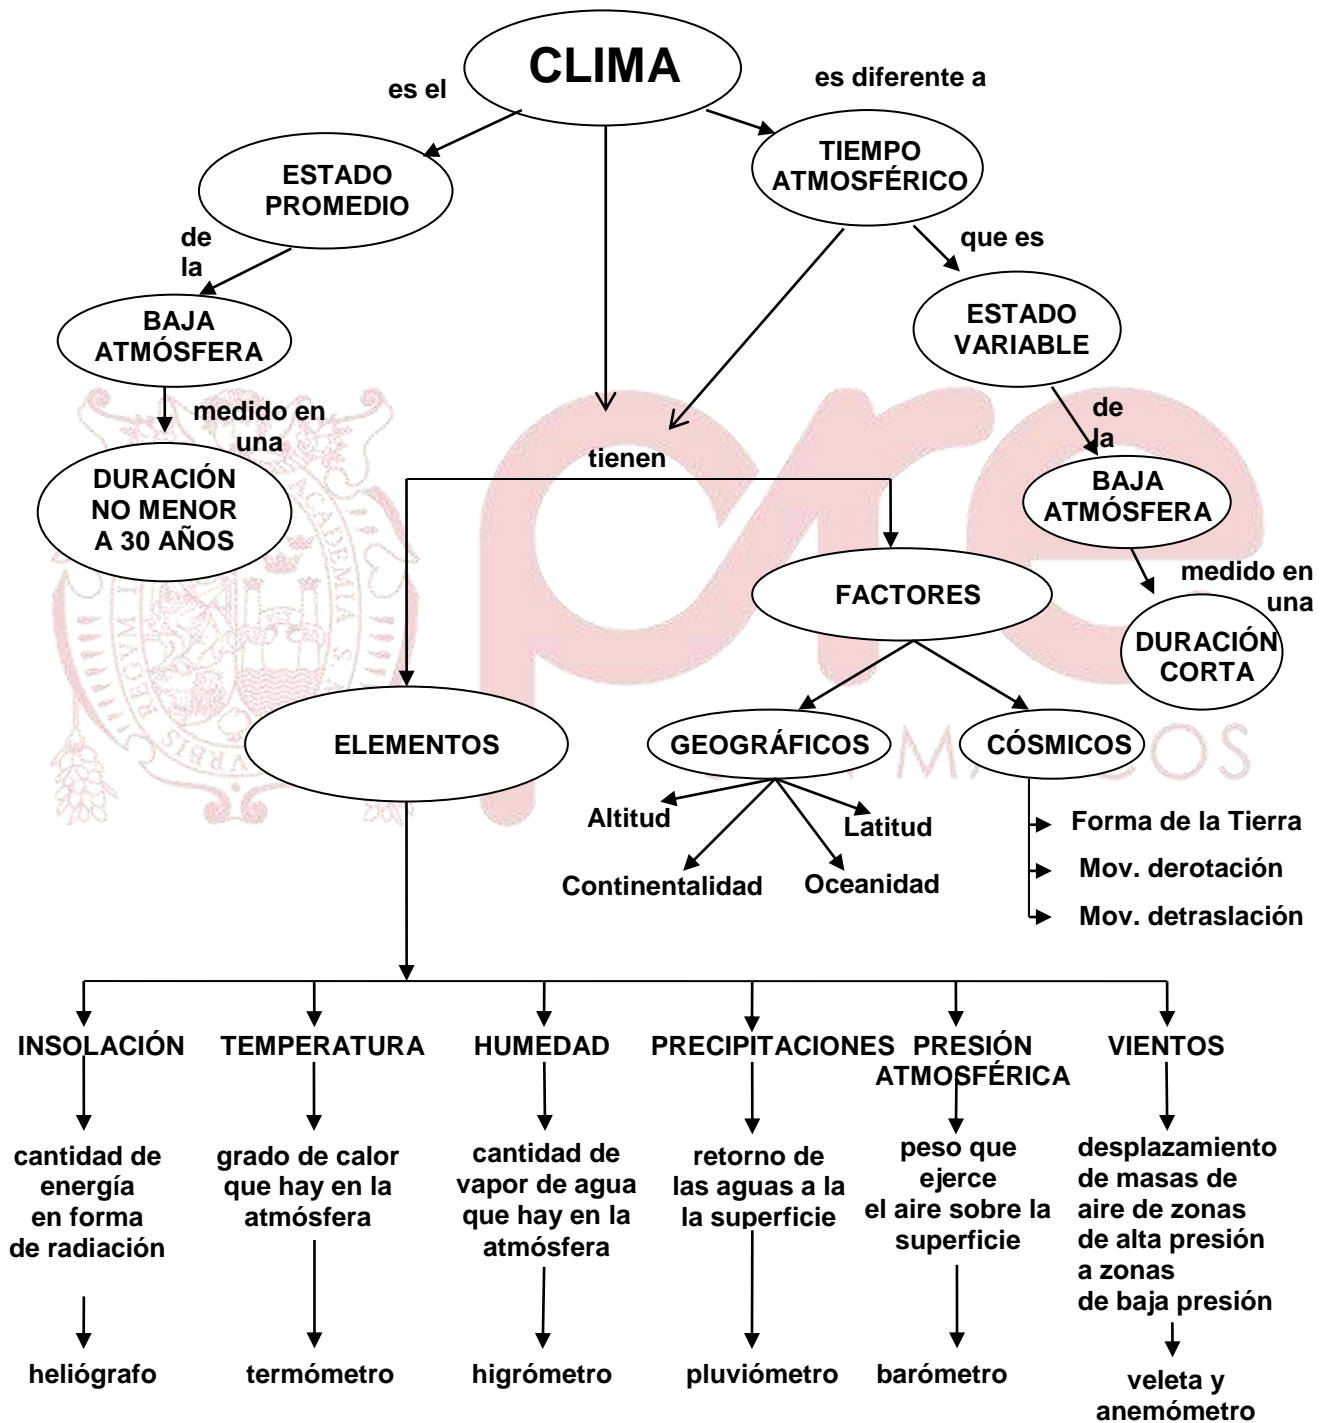 CLIMA
es el
es diferente a
ESTADO
PROMEDIO
TIEMPO
ATMOSFÉRICO
de
la
que es
BAJA
ATMÓSFERA
ESTADO
VARIABLE
medido en
una
de
la
tienen
DURACIÓN
NO MENOR
A 30 AÑOS
BAJA
ATMÓSFERA
medido en
una
FACTORES
DURACIÓN
CORTA
ELEMENTOS
GEOGRÁFICOS
CÓSMICOS
Altitud
Latitud
Continentalidad
Oceanidad
Forma de la Tierra
Mov. derotación
Mov. detraslación
INSOLACIÓN
cantidad de
energía
en forma
de radiación
heliógrafo
TEMPERATURA
grado de calor
que hay en la
atmósfera
termómetro
HUMEDAD
cantidad de
vapor de agua
que hay en la
atmósfera
higrómetro
PRECIPITACIONES
retorno de
las aguas a la
la superficie
pluviómetro
PRESIÓN
ATMOSFÉRICA
peso que
ejerce
el aire sobre la
superficie
barómetro
VIENTOS
desplazamiento
de masas de
aire de zonas
de alta presión
a zonas
de baja presión
veleta y
anemómetro
pre